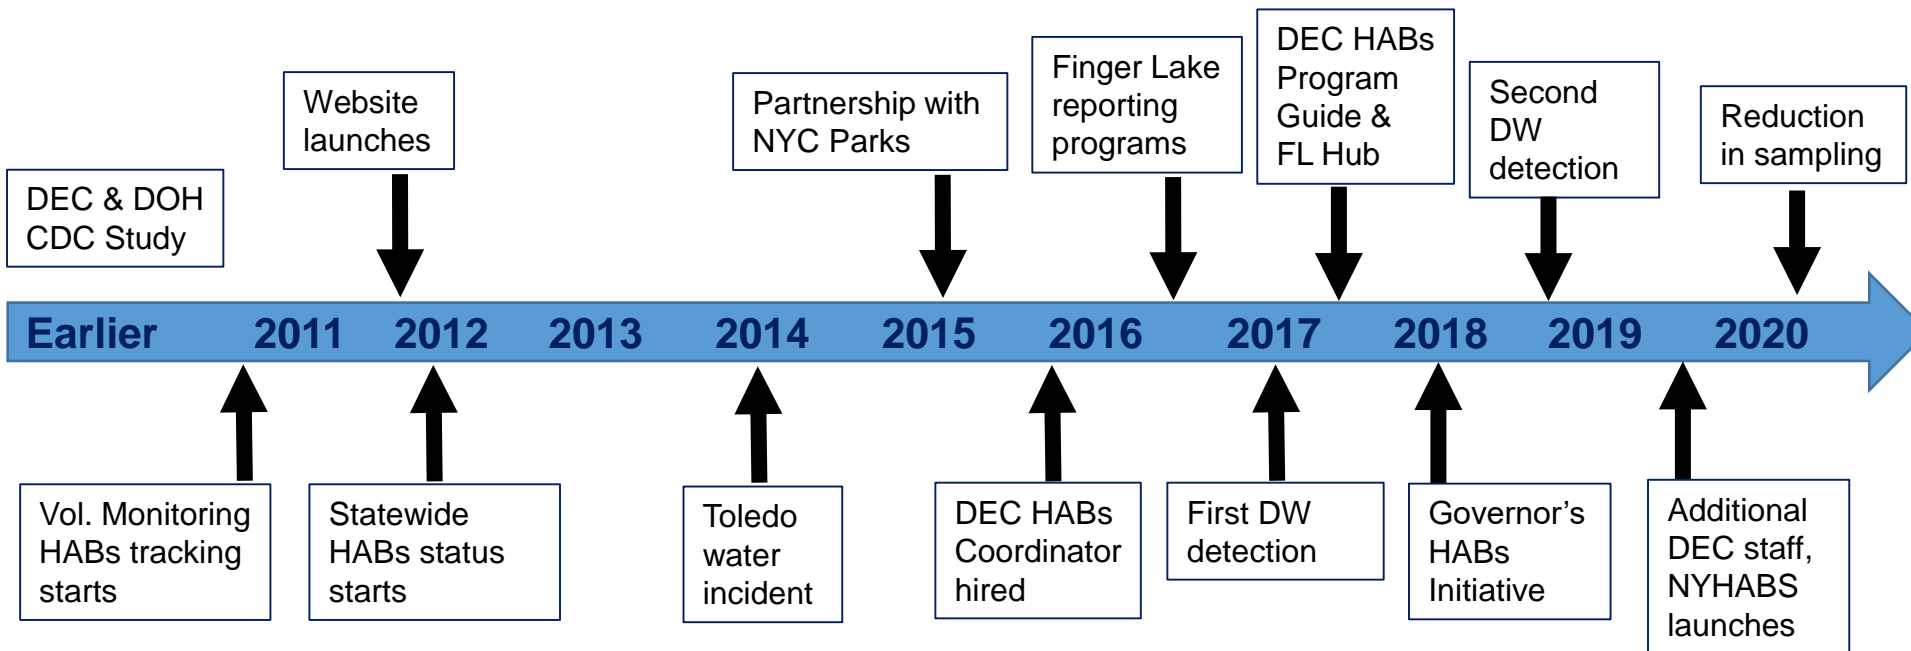 DEC & DOH
CDC Study
Website
launches
Partnership with
NYC Parks
Finger Lake
reporting
programs
DEC HABs
Program
Guide &
FL Hub
Second
DW
detection
Reduction
in sampling
Earlier 2011 2012 2013 2014 2015 2016 2017 2018 2019 2020
Vol. Monitoring
HABs tracking
starts
Statewide
HABs status
starts
Toledo
water
incident
DEC HABs
Coordinator
hired
First DW
detection
Governor’s
HABs
Initiative
Additional
DEC staff,
NYHABS
launches